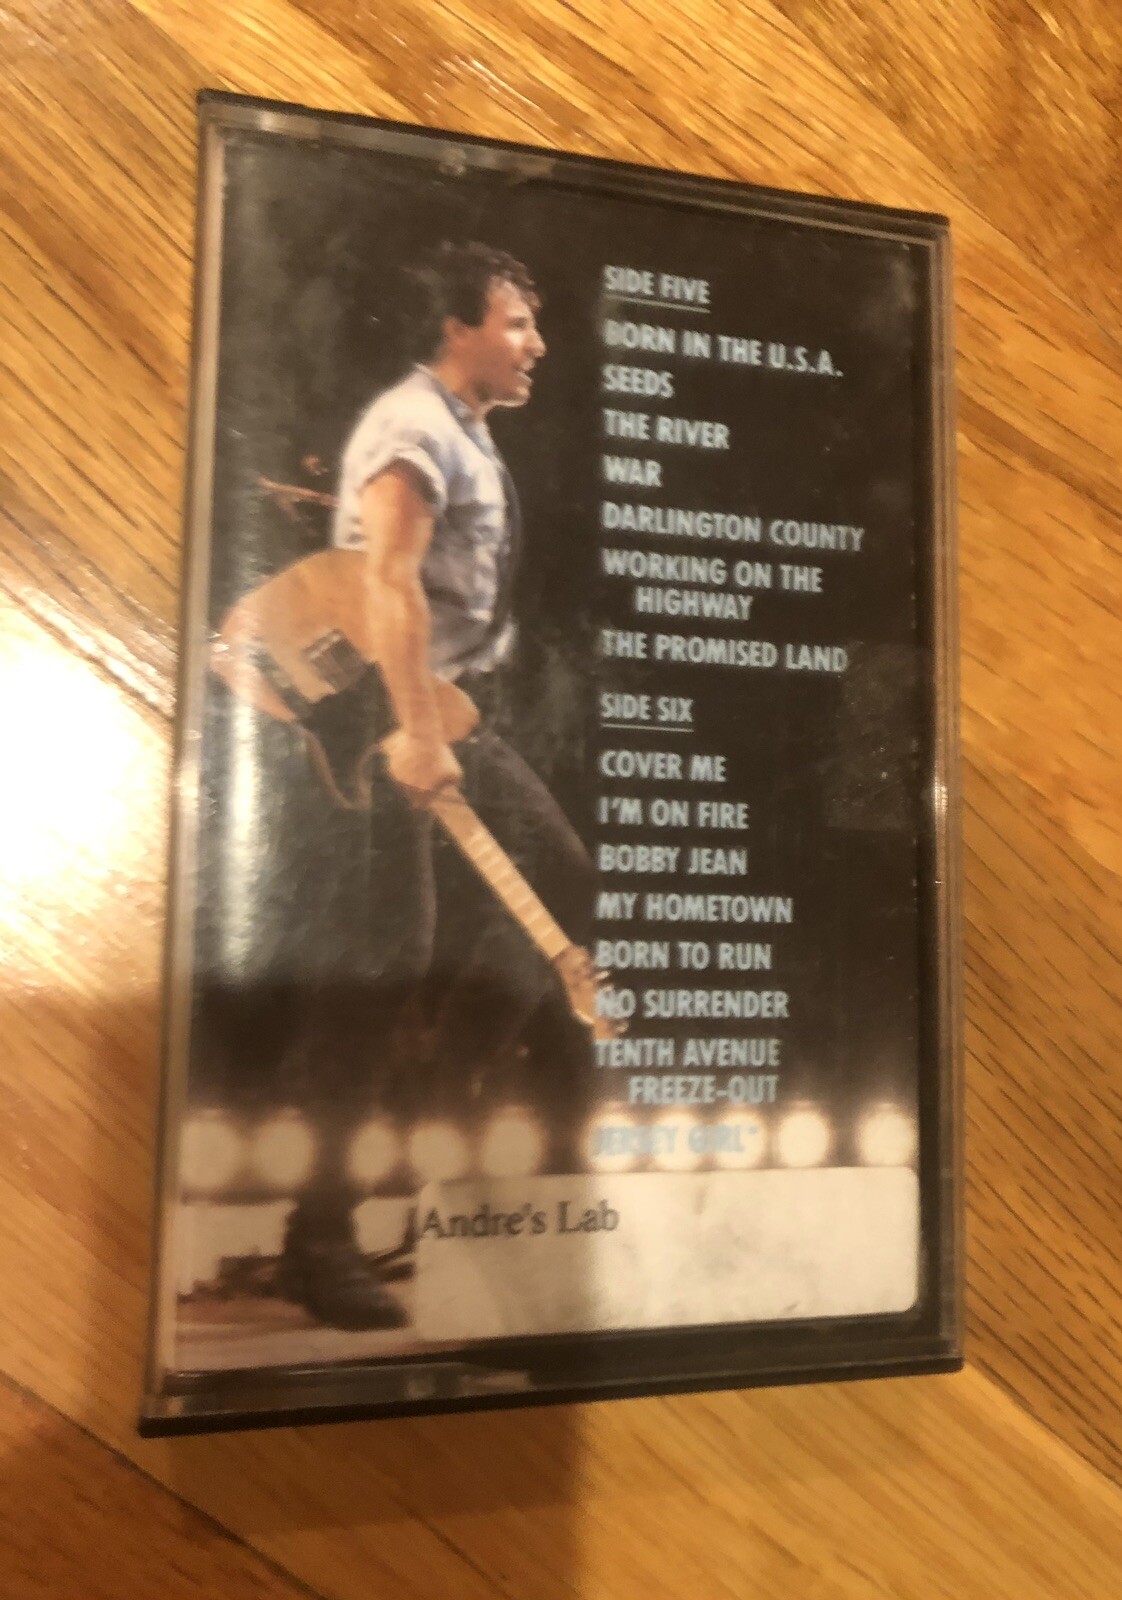 SIDE FIVE
BORN IN THE U.S.A.
SEEDS
THE RIVER
WAR
DARLINGTON COUNTY
WORKING ON THE
HIGHWAY
THE PROMISED LAND
SIDE SIX
COVER ME
I'M ON FIRE
BOBBY JEAN
MY HOMETOWN
BORN TO RUN
NO SURRENDER
TENTH AVENUE
FREEZE-OUT
JERSEY GIRL*
Andre's Lab